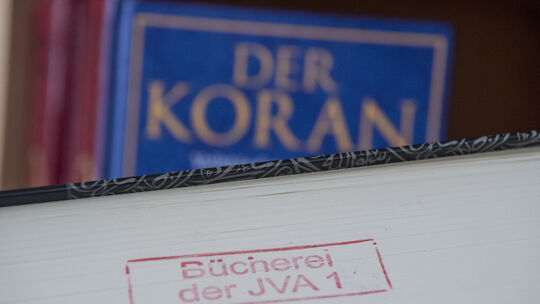 DER
KORAN
Bücherei
der JVA 1